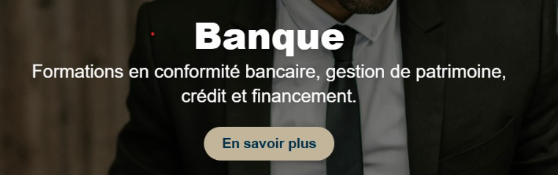 Banque
Formations en conformité bancaire, gestion de patrimoine,
crédit et financement.
En savoir plus